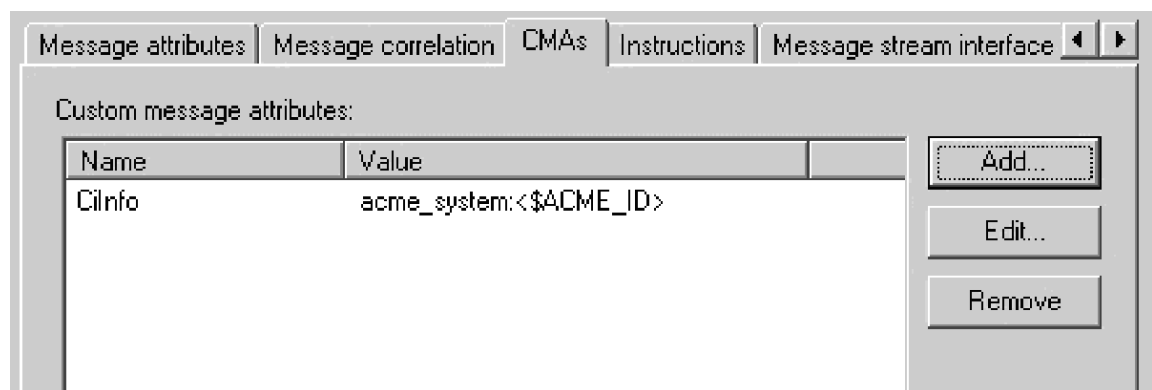 Message attributes Message correlation CMAs Instructions Message stream interface
Custom message attributes:
Name Value
Add...
CiInfo acme_system:<$ACME_ID>
Edit...
Remove